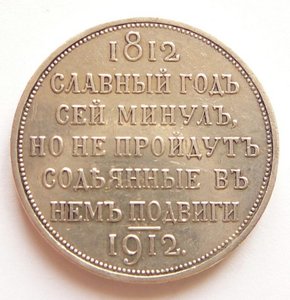 1812
СЛАВНЫЙ ГОДЪ
СЕЙ МИНУЛЪ,
НО НЕ ПРОЙДУТЪ
СОДѢЯННЫЕ ВЪ
НЕМЪ ПОДВИГИ
1912.